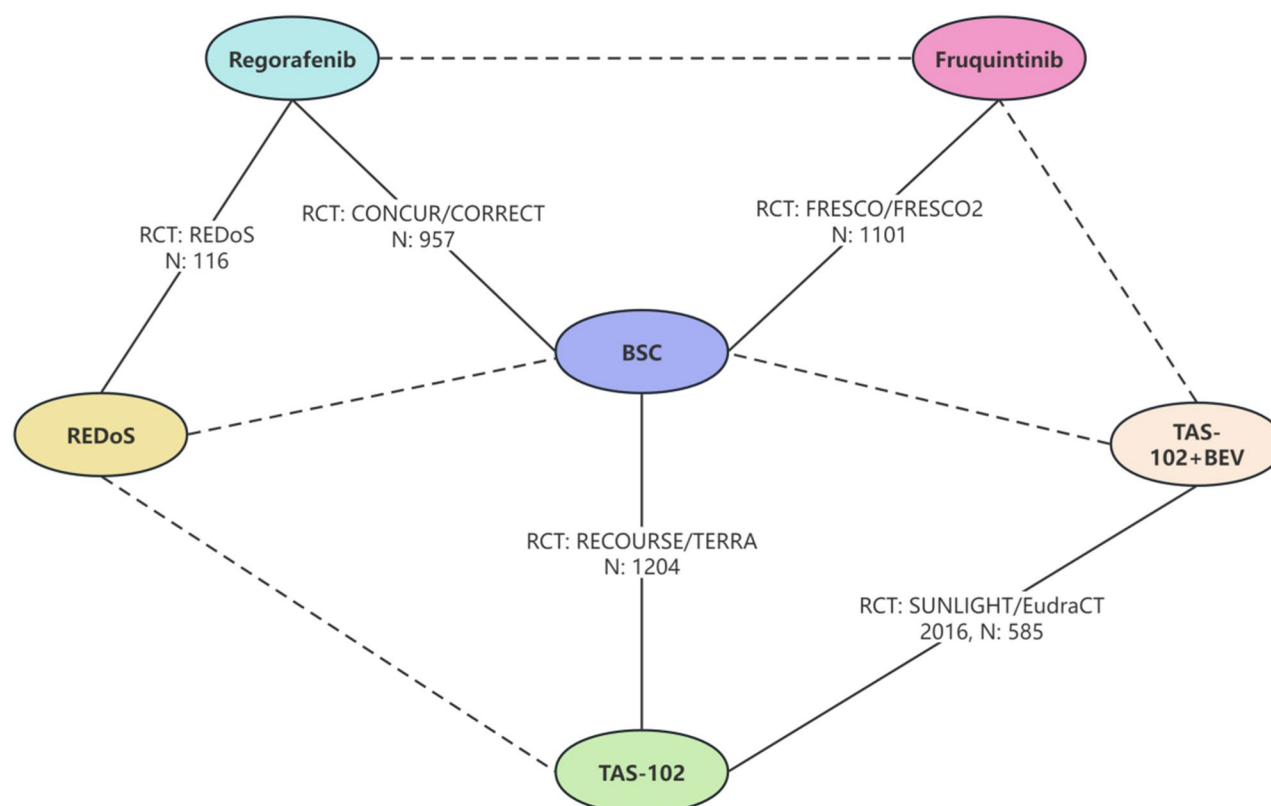 Regorafenib
Fruquintinib
RCT: REDoS
N: 116
RCT: CONCUR/CORRECT
N: 957
RCT: FRESCO/FRESCO2
N: 1101
BSC
REDoS
TAS-
102+BEV
RCT: RECOURSE/TERRA
N: 1204
RCT: SUNLIGHT/EudraCT
2016, N: 585
TAS-102